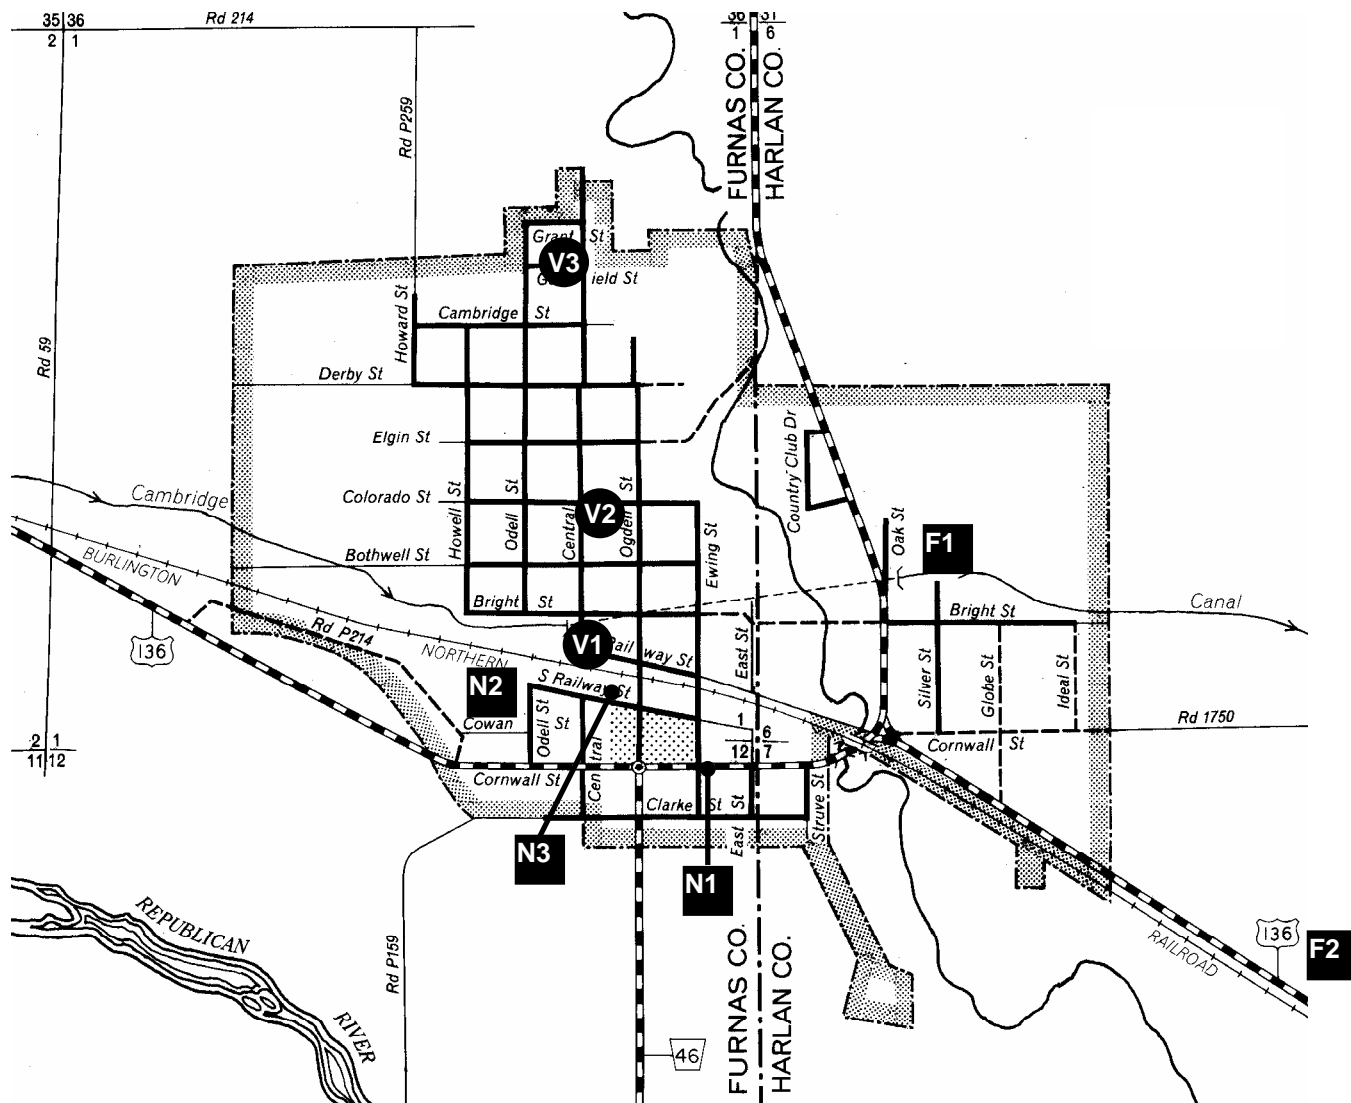 35 36
Rd 214
36 31
2 1
1 6
FURNAS CO.
HARLAN CO.
Rd P259
Grant St
V3
ield St
Howard St
Cambridge St
Rd 59
Derby St
Country Club Dr
Elgin St
Cambridge
Colorado St
Howell St
Odell St
Central
V2
Ogdell St
Ewing St
Oak St
F1
BURLINGTON
Bothwell St
Bright St
Bright St
Canal
136
Rd P214
NORTHERN
V1
ail way St
East St
Silver St
Globe St
Ideal St
N2
S Railway St
Cowan
Odell St
Central
1 6
12 7
Rd 1750
2 1
11 12
Cornwall St
Cornwall St
Clarke St
East St
Struve St
N3
N1
REPUBLICAN
RIVER
Rd P159
FURNAS CO.
HARLAN CO.
136
F2
RAILROAD
46